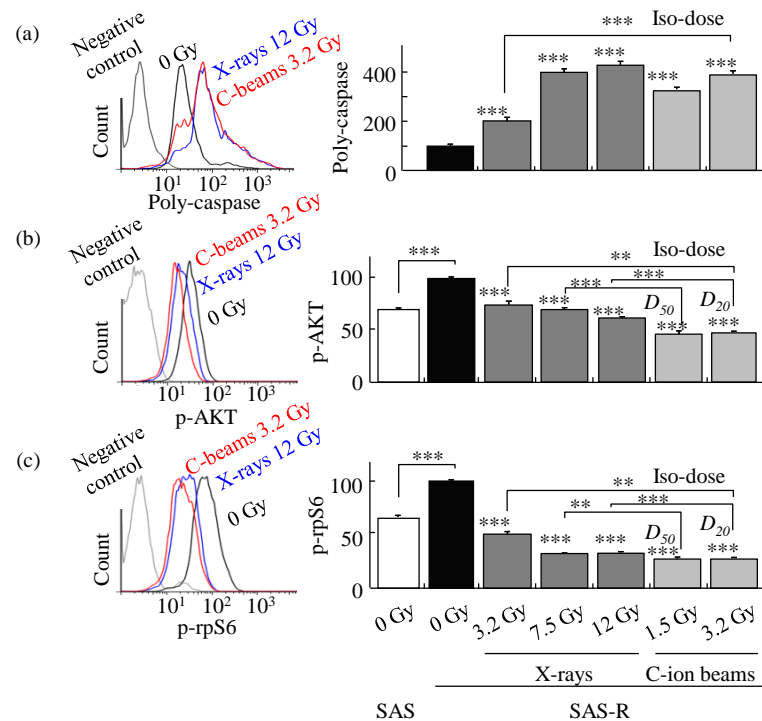 (a)
Negative control
0 Gy
X-rays 12 Gy
C-beams 3.2 Gy
Count
10¹ 10² 10³
Poly-caspase
*** Iso-dose
Poly-caspase
400
200
0
***
***
***
***
***
(b)
Negative control
C-beams 3.2 Gy
X-rays 12 Gy
0 Gy
Count
10¹ 10² 10³
p-AKT
** Iso-dose
***
***
***
p-AKT
100
50
0
D₅₀ D₂₀
***
***
***
***
***
(c)
Negative control
C-beams 3.2 Gy
X-rays 12 Gy
0 Gy
Count
10¹ 10² 10³
p-rpS6
** Iso-dose
***
**
***
p-rpS6
100
50
0
D₅₀ D₂₀
***
***
***
***
***
0 Gy
0 Gy
3.2 Gy
7.5 Gy
12 Gy
1.5 Gy
3.2 Gy
X-rays C-ion beams
SAS SAS-R